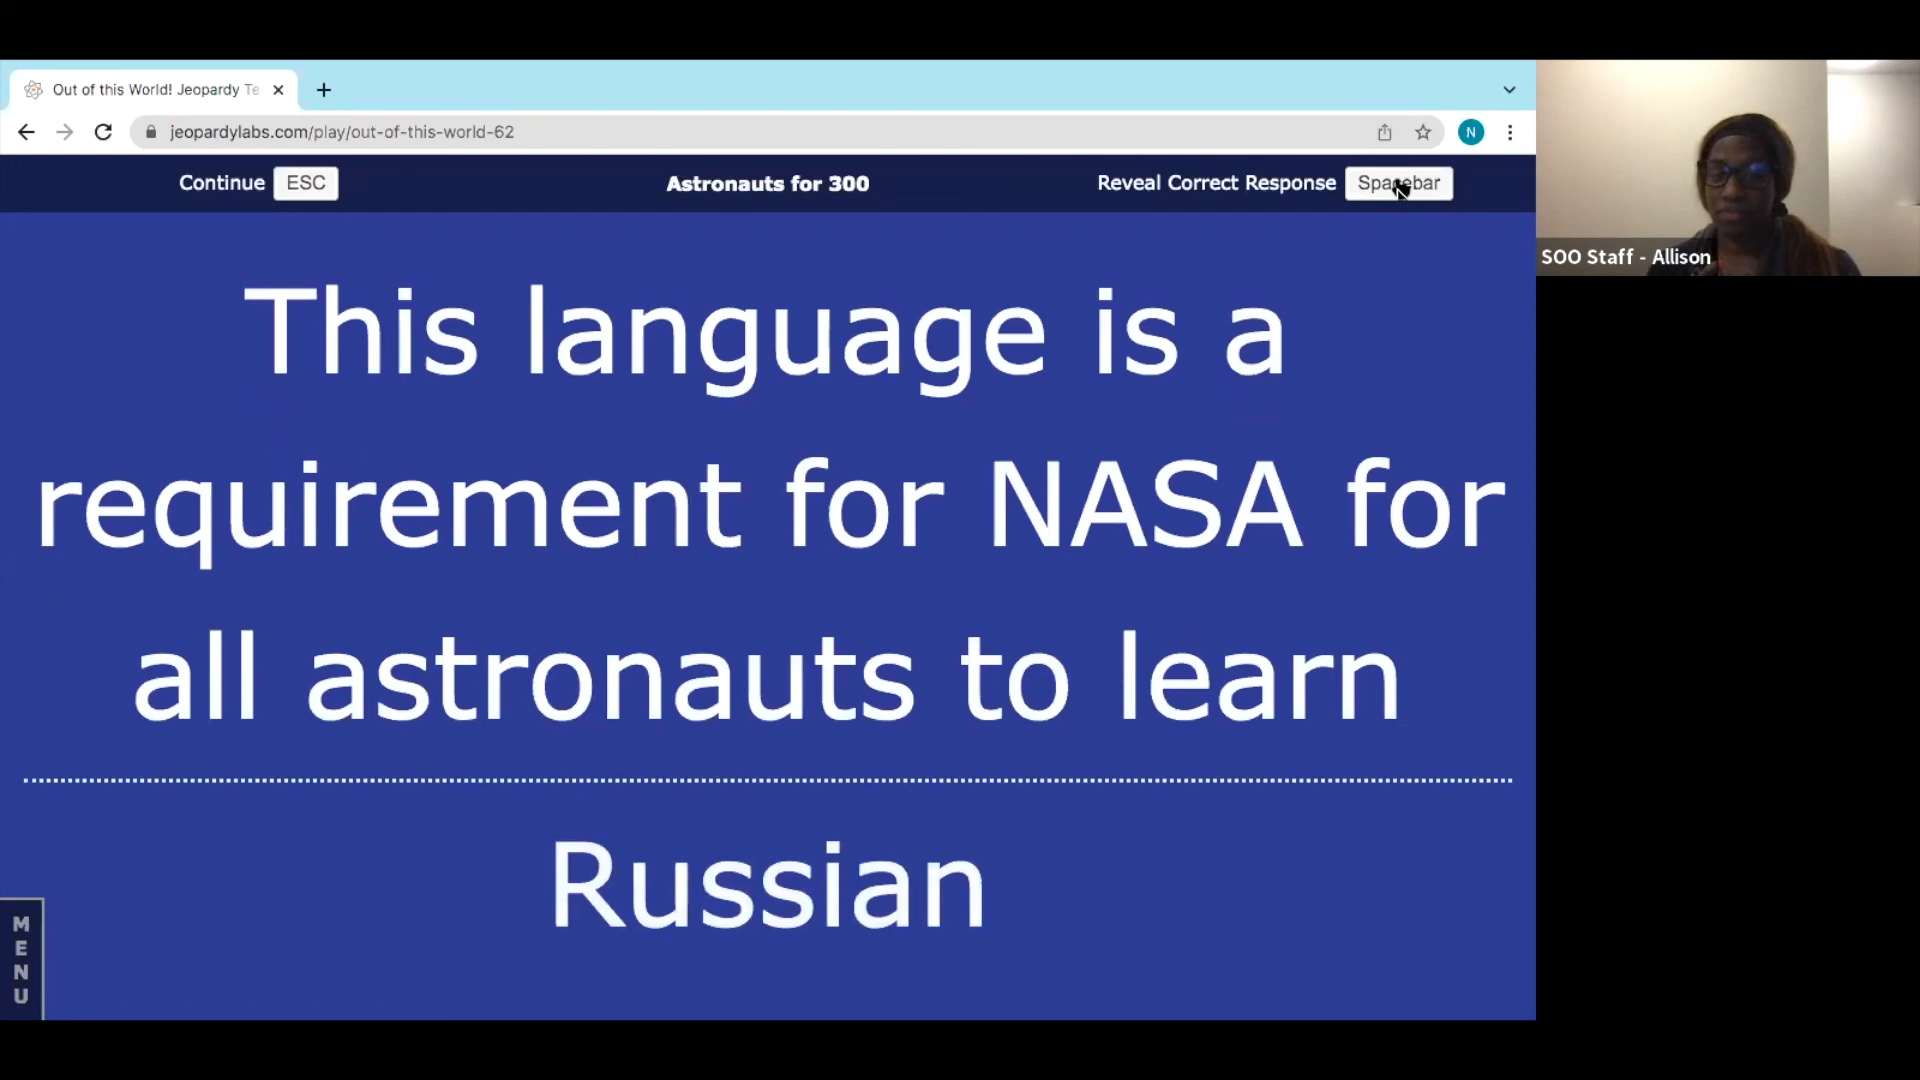 Out of this World! Jeopardy Te
jeopardylabs.com/play/out-of-this-world-62
N
Continue ESC
Astronauts for 300
Reveal Correct Response Spacebar
SOO Staff - Allison
This language is a
requirement for NASA for
all astronauts to learn
Russian
MENU